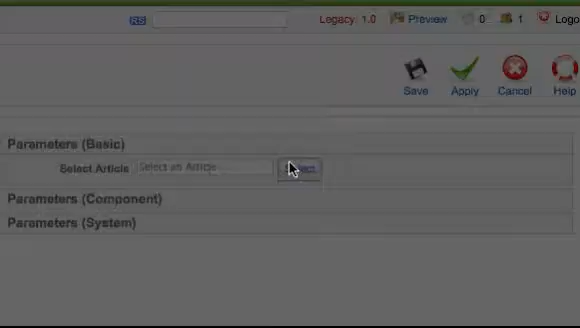 RS Legacy: 1.0 Preview 0 1 Logo
Save Apply Cancel Help
Parameters (Basic)
Select Article Select an Article
Parameters (Component)
Parameters (System)